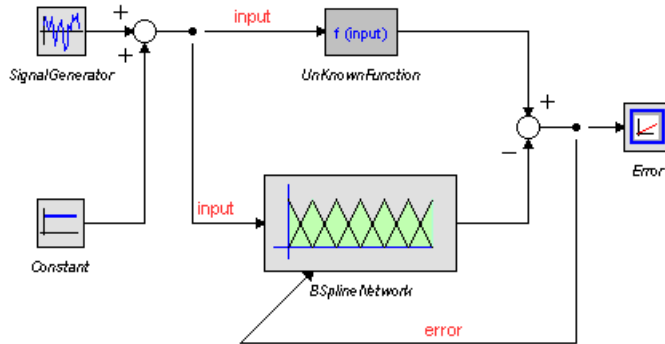 input
+
+
f (input)
SignalGenerator
UnKnownFunction
+
−
Error
input
Constant
BSplineNetwork
error